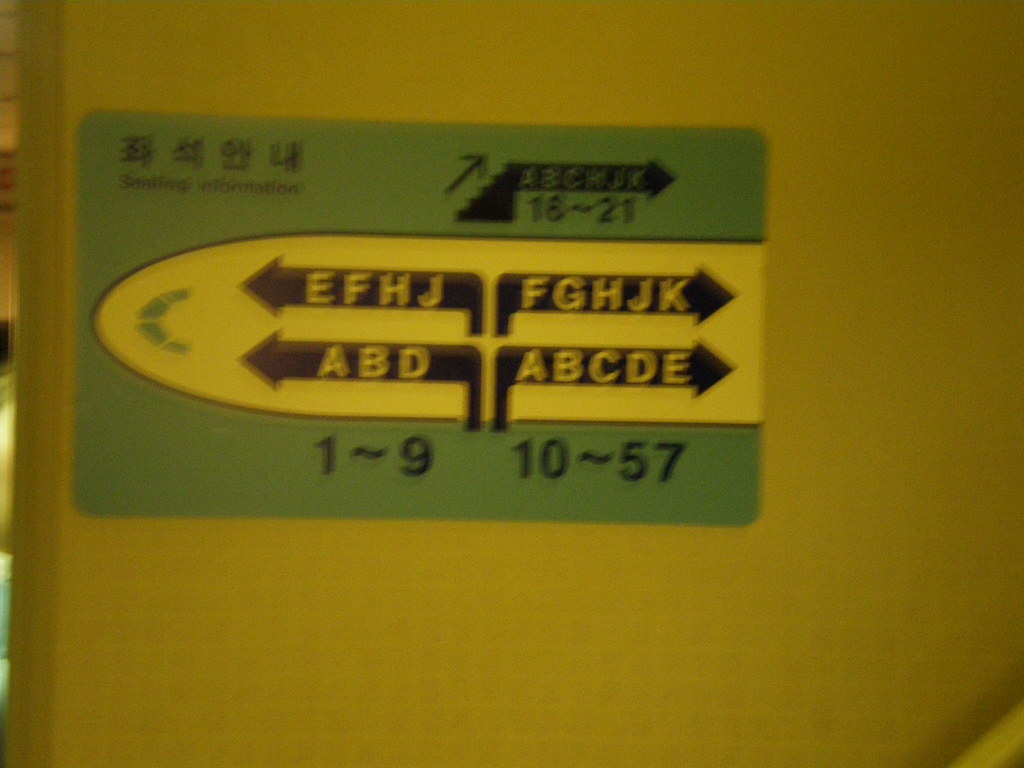 좌석안내
Seating information
ABCHJK
16~21
EFHJ
FGHJK
ABD
ABCDE
1~9
10~57